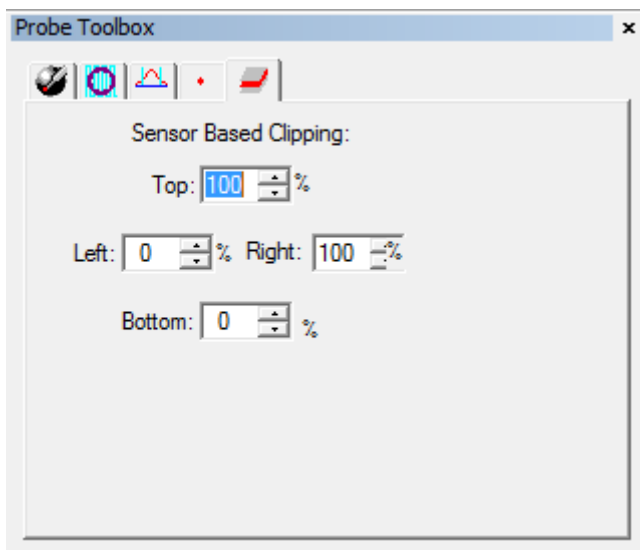 Probe Toolbox
Sensor Based Clipping:
Top: 100 %
Left: 0 % Right: 100 %
Bottom: 0 %